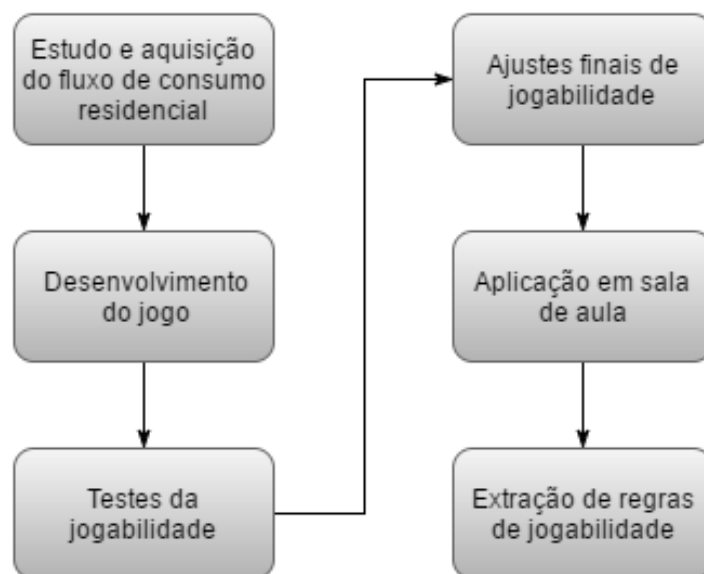 Estudo e aquisição
do fluxo de consumo
residencial
Desenvolvimento
do jogo
Testes da
jogabilidade
Ajustes finais de
jogabilidade
Aplicação em sala
de aula
Extração de regras
de jogabilidade